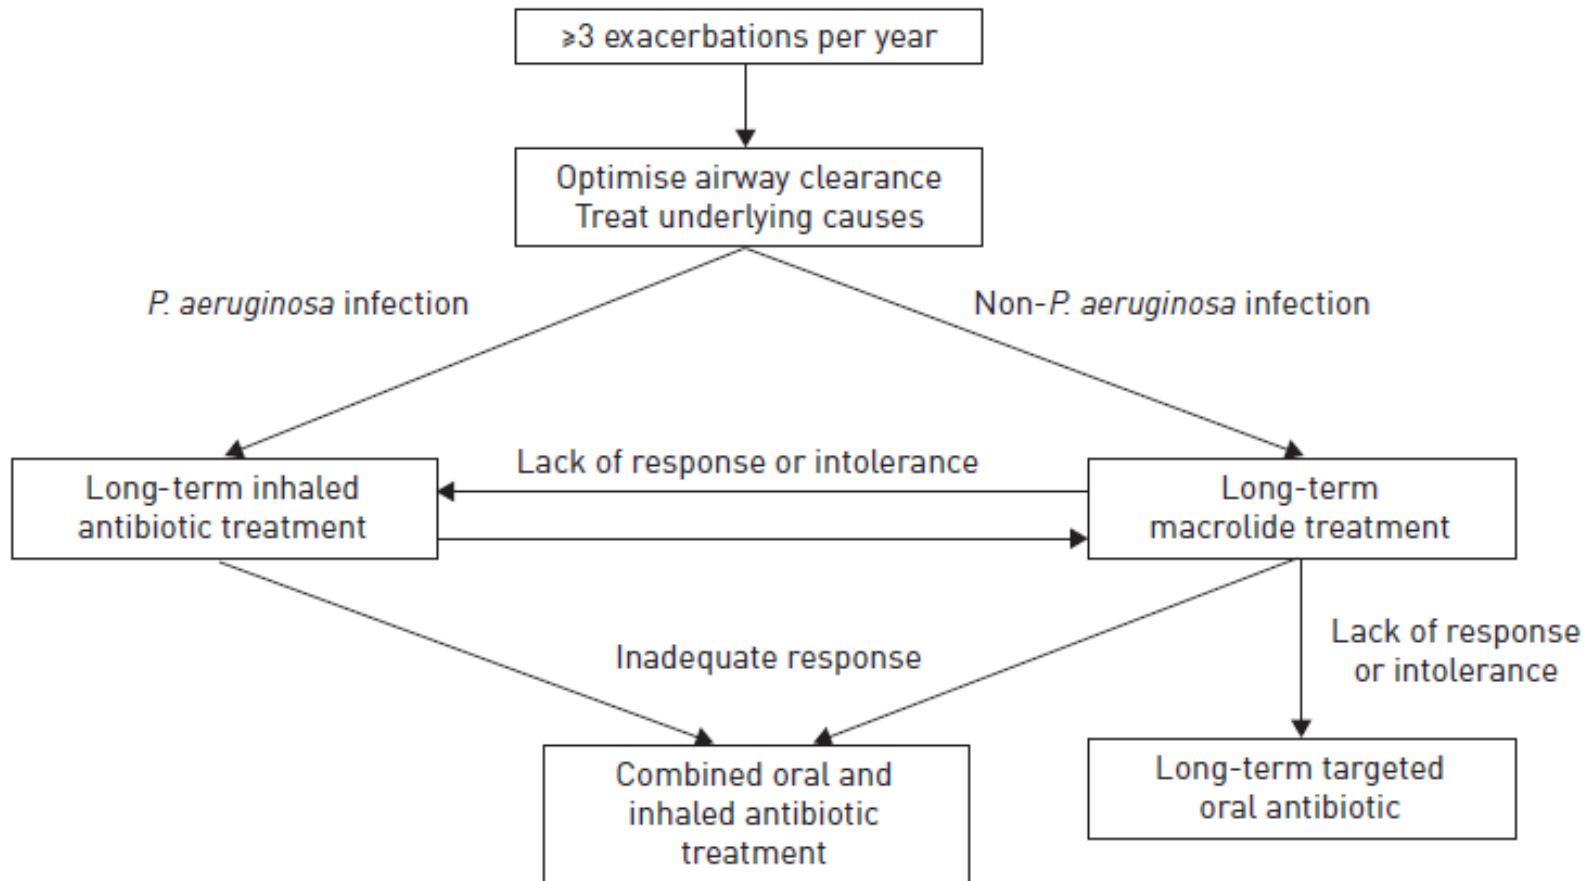 ⩾3 exacerbations per year
Optimise airway clearance
Treat underlying causes
P. aeruginosa infection
Non-P. aeruginosa infection
Long-term inhaled
antibiotic treatment
Lack of response or intolerance
Long-term
macrolide treatment
Inadequate response
Lack of response
or intolerance
Combined oral and
inhaled antibiotic
treatment
Long-term targeted
oral antibiotic